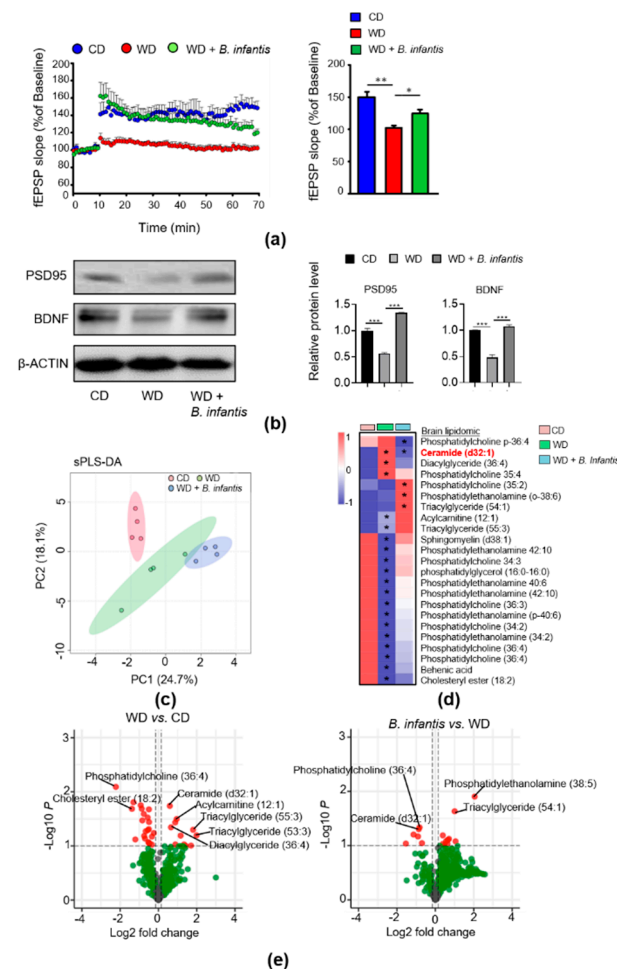 CD WD WD + B. infantis
fEPSP slope (%of Baseline)
200
180
160
140
120
100
80
0 10 20 30 40 50 60 70
Time (min)
CD
WD
WD + B. infantis
fEPSP slope (%of Baseline)
200
150
100
50
0
** *
(a)
PSD95
BDNF
β-ACTIN
CD WD WD +
B. infantis
CD WD WD + B. infantis
Relative protein level
PSD95
1.5
1.0
0.5
0.0
*** ***
BDNF
1.5
1.0
0.5
0.0
*** ***
(b)
sPLS-DA
CD WD
WD + B. infantis
PC2 (18.1%)
5
0
-5
-10
-4 -2 0 2 4
PC1 (24.7%)
(c)
1
0
-1
Brain lipidomic
CD
WD
WD + B. Infantis
Phosphatidylcholine p-36:4
Ceramide (d32:1)
Diacylglyceride (36:4)
Phosphatidylcholine 35:4
Phosphatidylcholine (35:2)
Phosphatidylethanolamine (o-38:6)
Triacylglyceride (54:1)
Acylcarnitine (12:1)
Triacylglyceride (55:3)
Sphingomyelin (d38:1)
Phosphatidylethanolamine 42:10
Phosphatidylcholine 34:3
phosphatidylglycerol (16:0-16:0)
Phosphatidylethanolamine 40:6
Phosphatidylethanolamine (42:10)
Phosphatidylcholine (36:3)
Phosphatidylethanolamine (p-40:6)
Phosphatidylcholine (34:2)
Phosphatidylethanolamine (34:2)
Phosphatidylcholine (36:4)
Phosphatidylcholine (36:4)
Behenic acid
Cholesteryl ester (18:2)
(d)
WD vs. CD
-Log10 P
3
2
1
0
Phosphatidylcholine (36:4)
Cholesteryl ester (18:2)
Ceramide (d32:1)
Acylcarnitine (12:1)
Triacylglyceride (55:3)
Triacylglyceride (53:3)
Diacylglyceride (36:4)
-4 -2 0 2 4
Log2 fold change
B. infantis vs. WD
-Log10 P
3
2
1
0
Phosphatidylcholine (36:4)
Ceramide (d32:1)
Phosphatidylethanolamine (38:5)
Triacylglyceride (54:1)
-4 -2 0 2 4
Log2 fold change
(e)